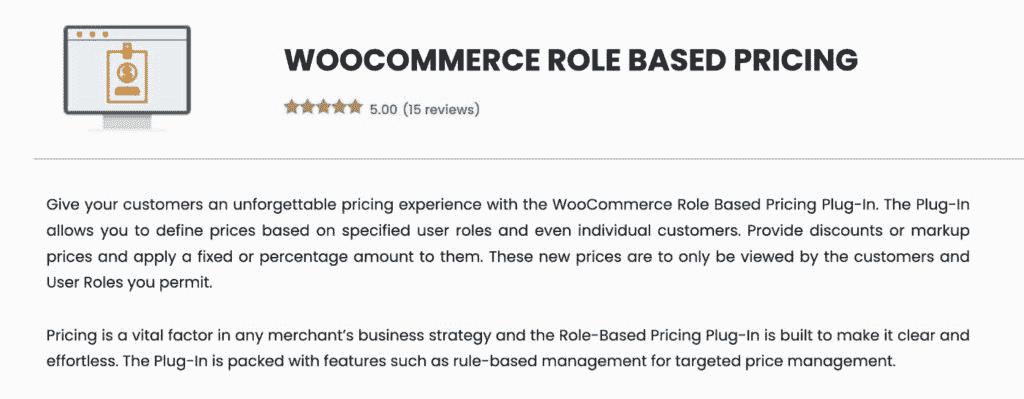 WOOCOMMERCE ROLE BASED PRICING
5.00 (15 reviews)
Give your customers an unforgettable pricing experience with the WooCommerce Role Based Pricing Plug-In. The Plug-In
allows you to define prices based on specified user roles and even individual customers. Provide discounts or markup
prices and apply a fixed or percentage amount to them. These new prices are to only be viewed by the customers and
User Roles you permit.
Pricing is a vital factor in any merchant’s business strategy and the Role-Based Pricing Plug-In is built to make it clear and
effortless. The Plug-In is packed with features such as rule-based management for targeted price management.